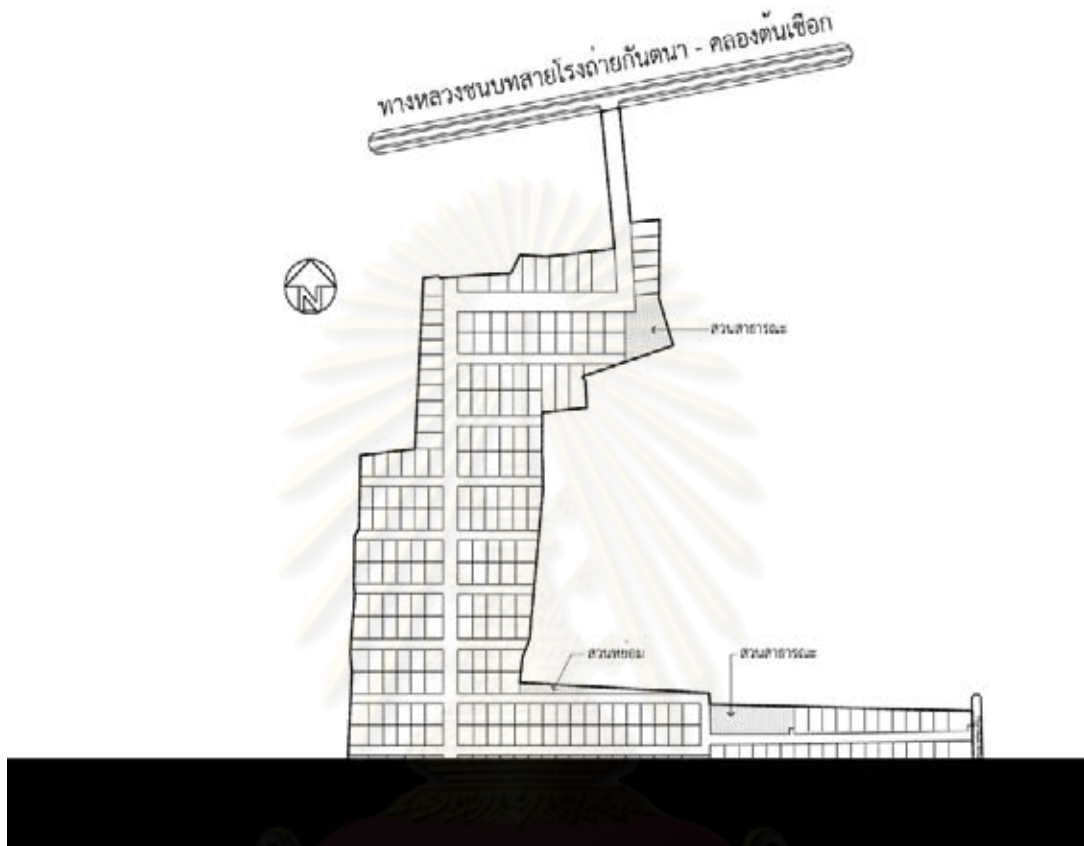 ทางหลวงชนบทสายโรงถ่ายกันตนา - คลองต้นเชือก
N
สวนสาธารณะ
สวนหย่อม
สวนสาธารณะ